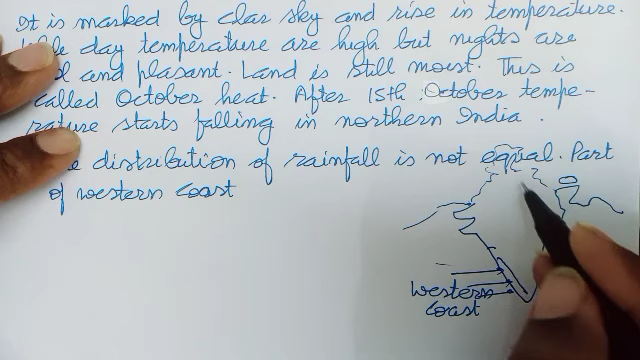 It is marked by clar sky and rise in temperature.
day temperature are high but nights are
and plasant. Land is still moist. This is
called October heat. After 15th October tempe-
rature starts falling in northern India.
distribution of rainfall is not equal. Part
of western coast
Western
coast